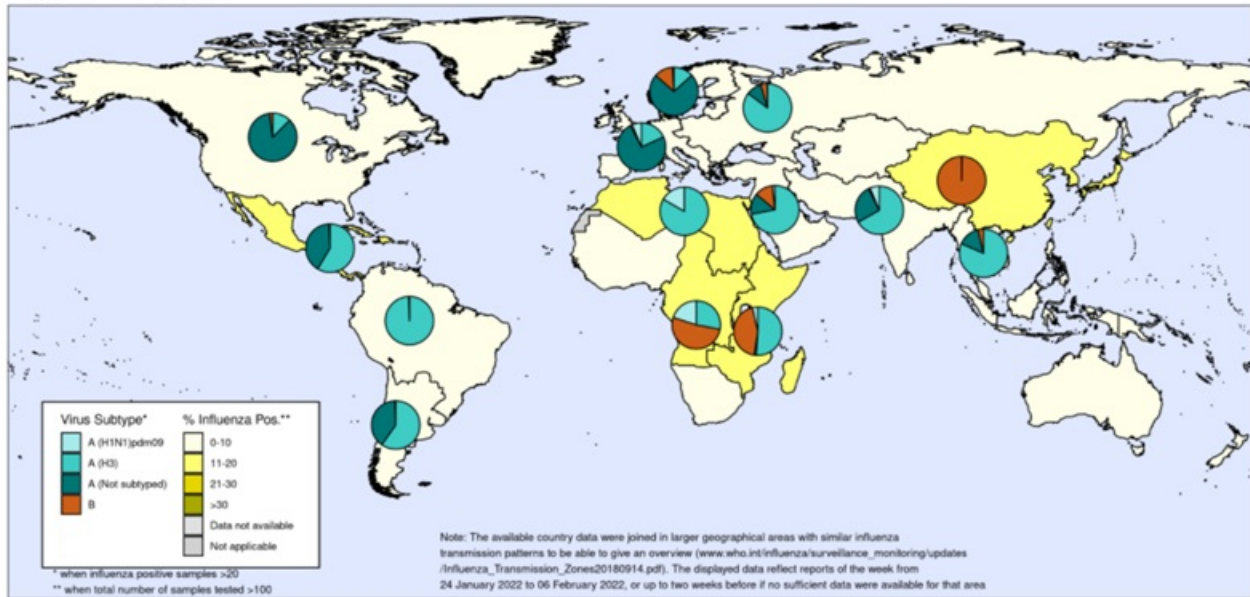 Virus Subtype*
A (H1N1)pdm09
A (H3)
A (Not subtyped)
B
% Influenza Pos.**
0-10
11-20
21-30
>30
Data not available
Not applicable
* when influenza positive samples >20
** when total number of samples tested >100
Note: The available country data were joined in larger geographical areas with similar influenza
transmission patterns to be able to give an overview (www.who.int/influenza/surveillance_monitoring/updates
/Influenza_Transmission_Zones20180914.pdf). The displayed data reflect reports of the week from
24 January 2022 to 06 February 2022, or up to two weeks before if no sufficient data were available for that area